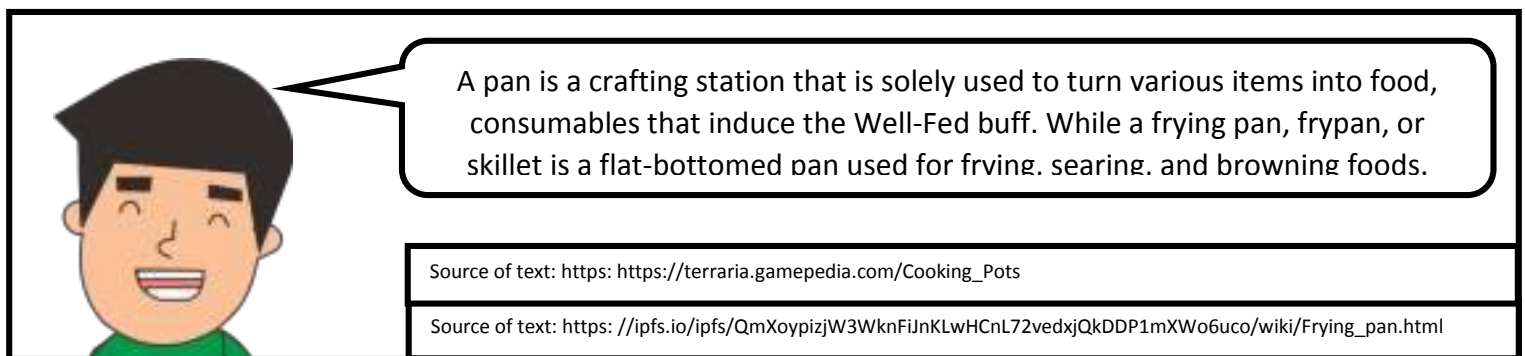 A pan is a crafting station that is solely used to turn various items into food,
consumables that induce the Well-Fed buff. While a frying pan, frypan, or
skillet is a flat-bottomed pan used for frying, searing, and browning foods.
Source of text: https: https://terraria.gamepedia.com/Cooking_Pots
Source of text: https: //ipfs.io/ipfs/QmXoypizjW3WknFiJnKLwHCnL72vedxjQkDDP1mXWo6uco/wiki/Frying_pan.html